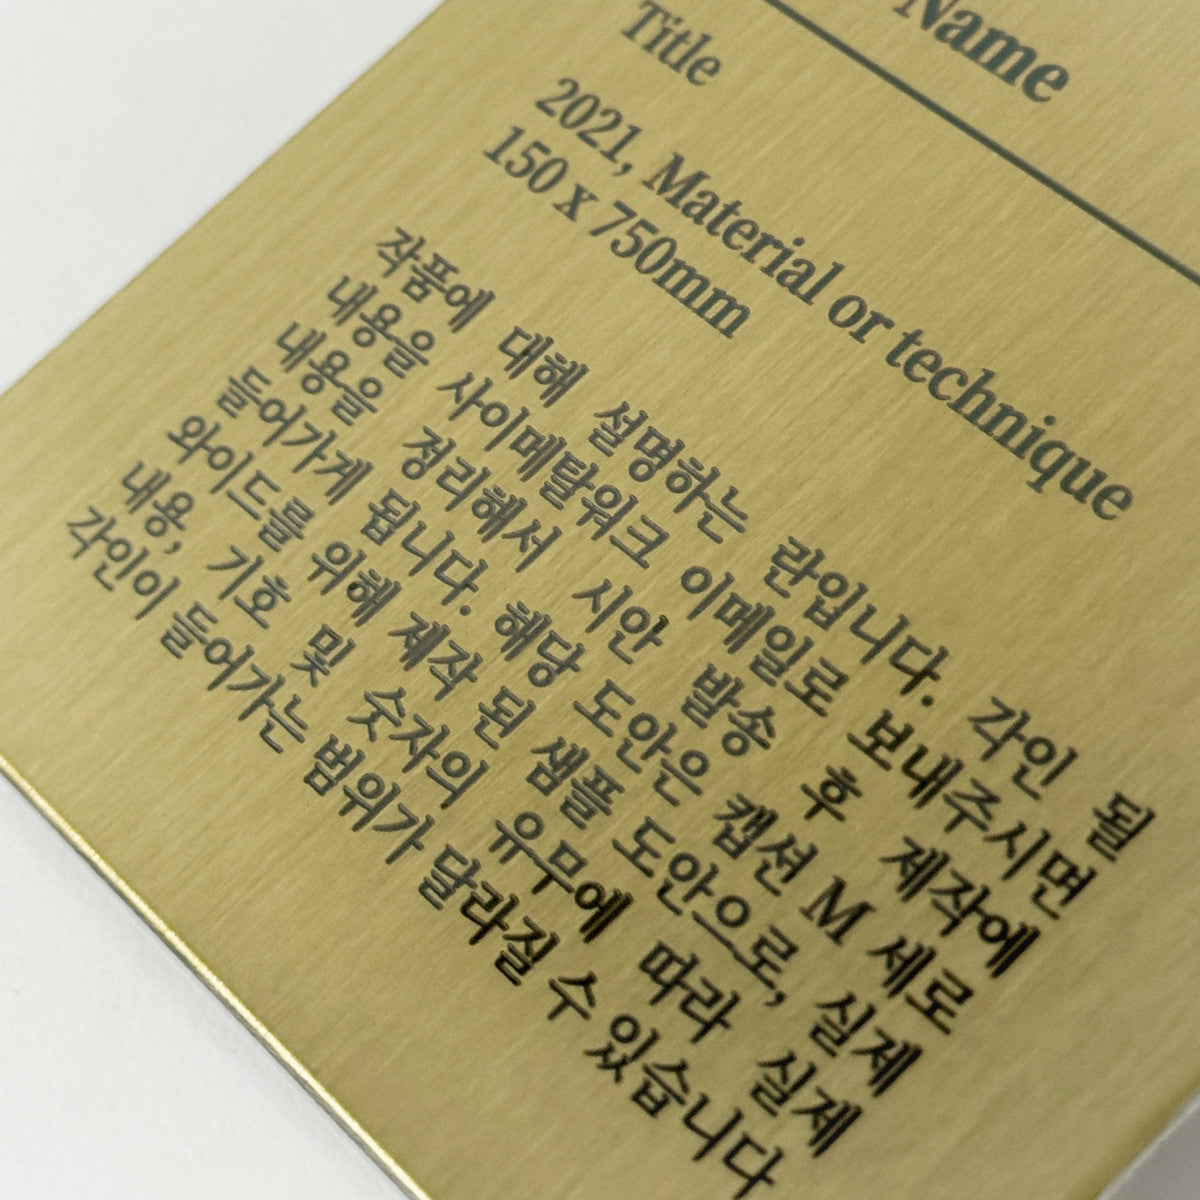 Name
Title
2021, Material or technique
150 x 750mm
작품에 대해 설명하는 란입니다. 각인 될
내용을 사이메탈워크 이메일로 보내주시면
내용을 정리해서 시안 발송 후 제작에
들어가게 됩니다. 해당 도안은 캡션 M 세로
와이드를 위해 제작 된 샘플 도안으로, 실제
내용, 기호 및 숫자의 유무에 따라 실제
각인이 들어가는 범위가 달라질 수 있습니다